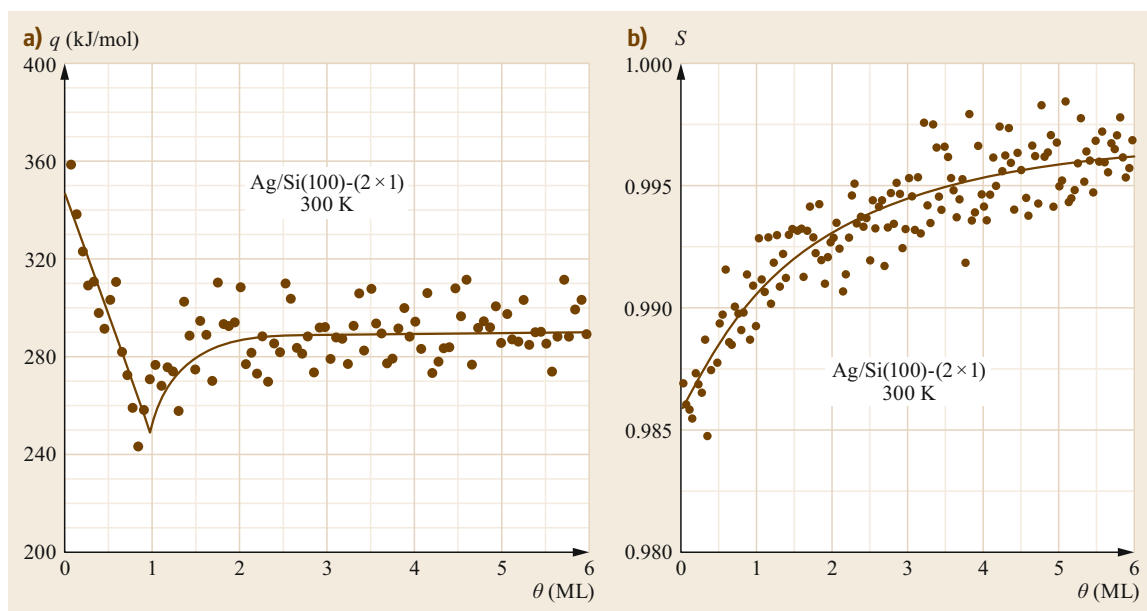 a) q (kJ/mol)
400
360
320
280
240
200
0 1 2 3 4 5 6
θ (ML)
Ag/Si(100)-(2 × 1)
300 K
b) S
1.000
0.995
0.990
0.985
0.980
0 1 2 3 4 5 6
θ (ML)
Ag/Si(100)-(2 × 1)
300 K